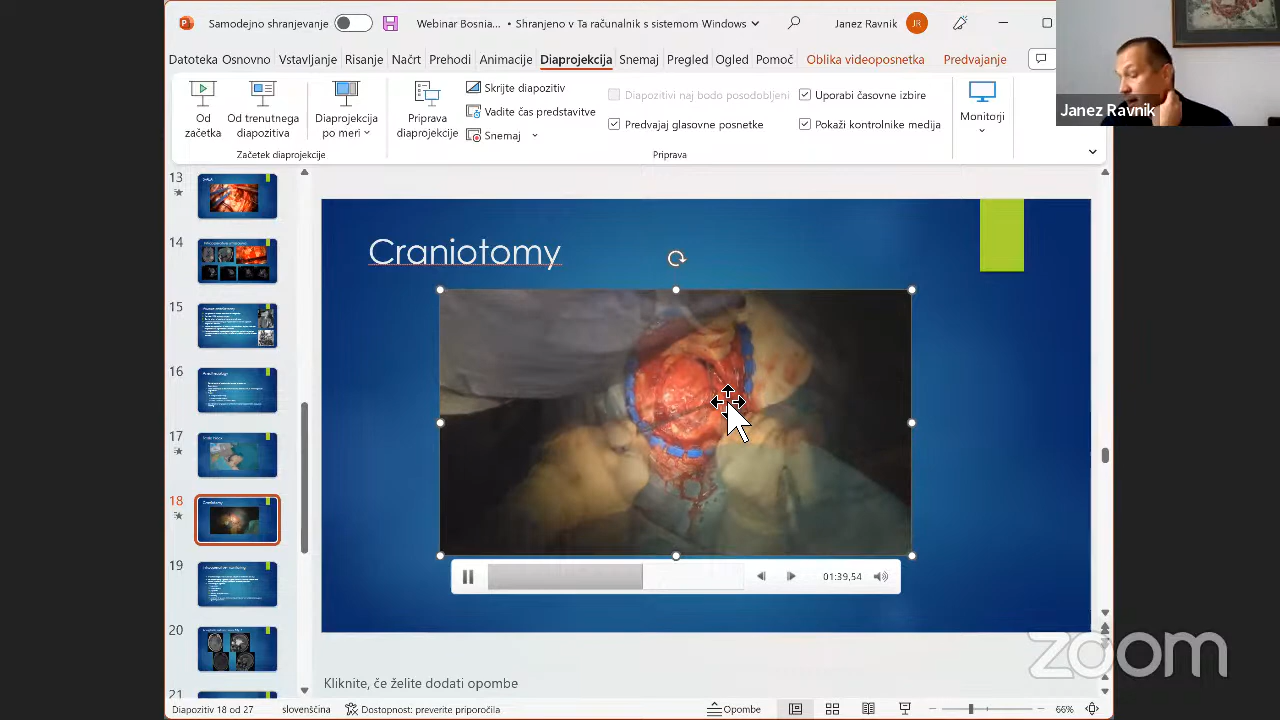 Samodejno shranjevanje
Webinar Bosnia... • Shranjeno v Ta računalnik s sistemom Windows
Janez Ravnik
JR
Datoteka Osnovno Vstavljanje Risanje Načrt Prehodi Animacije Diaprojekcija Snemaj Pregled Ogled Pomoč Oblika videoposnetka Predvajanje
Od začetka
Od trenutnega diapozitiva
Diaprojekcija po meri
Priprava diaprojekcije
Skrijte diapozitiv
Vadite čas predstavitve
Snemaj
Diapozitivi naj bodo posodobljeni
Predvajaj glasovne posnetke
Uporabi časovne izbire
Pokaži kontrolnike medija
Monitorji
Začetek diaprojekcije
Priprava
Janez Ravnik
13
14
15
16
17
18
Craniotomy
19
20
21
Craniotomy
01:39,54
Kliknite, če želite dodati opombe
zoom
Diapozitiv 18 od 27
slovenščina
Dostopnost: preverite priporočila
Opombe
66%